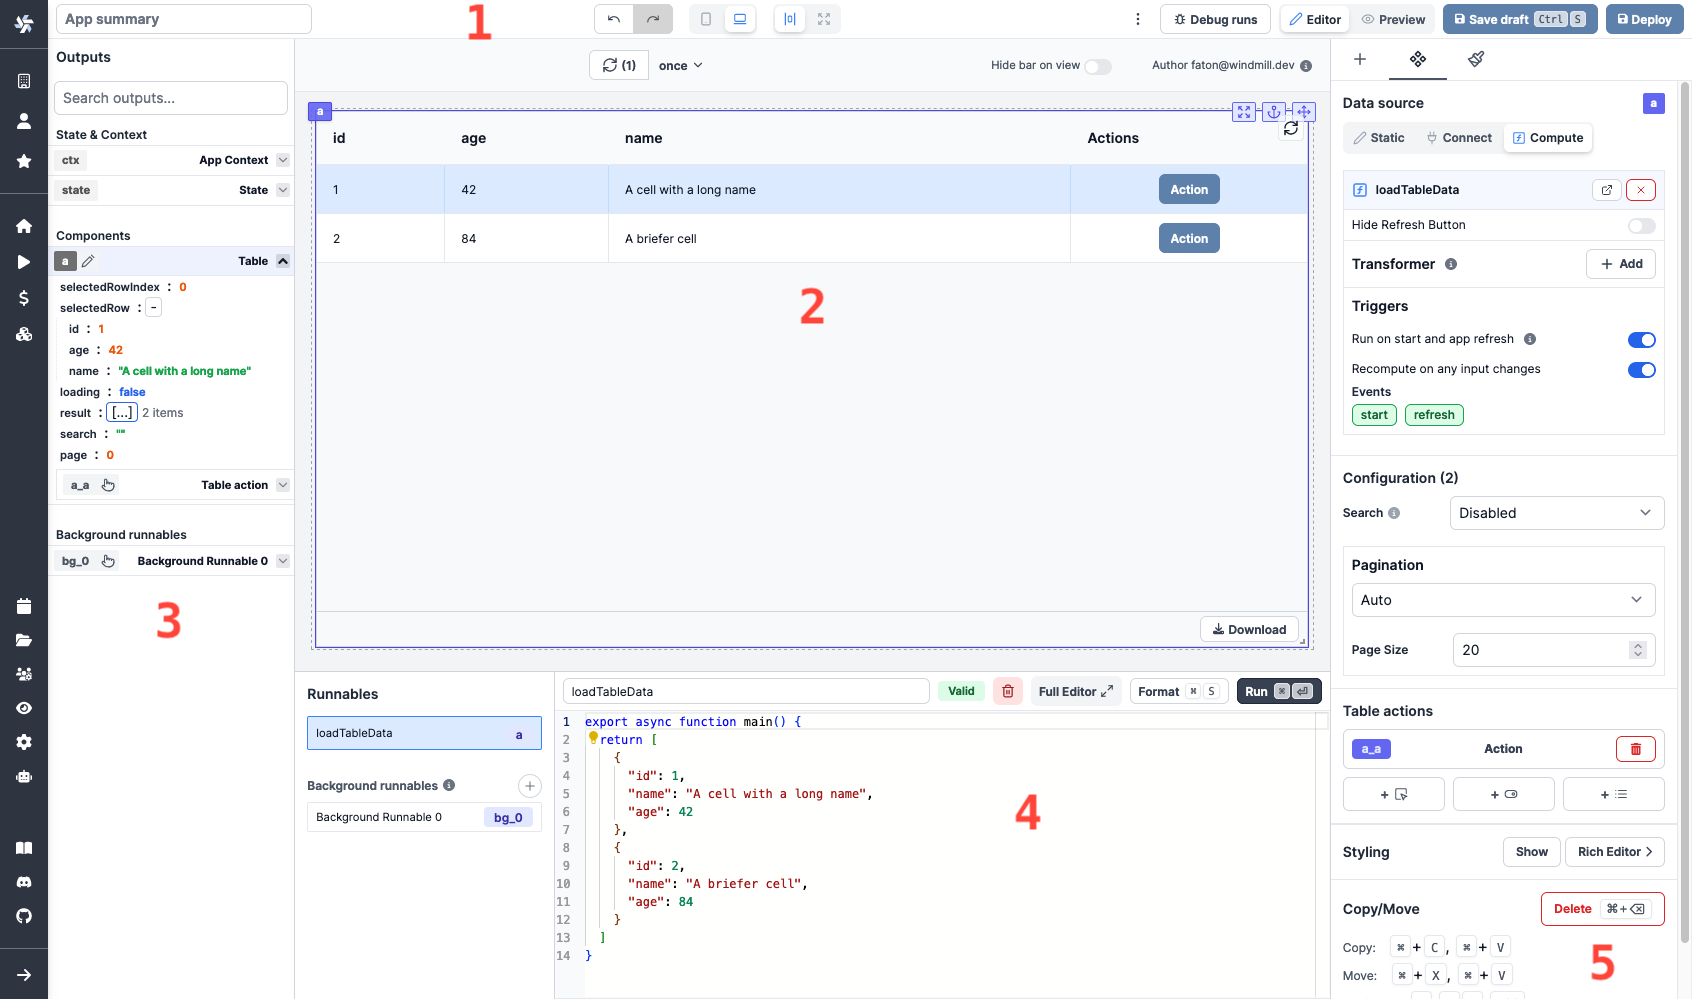 App summary
1
Debug runs
Editor
Preview
Save draft Ctrl S
Deploy
Outputs
Search outputs...
State & Context
ctx App Context
state State
Components
a Table
selectedRowIndex : 0
selectedRow : -
id : 1
age : 42
name : "A cell with a long name"
loading : false
result : [...] 2 items
search : ""
page : 0
a_a Table action
Background runnables
bg_0 Background Runnable 0
3
(1) once
Hide bar on view
Author faton@windmill.dev
a
id age name Actions
1 42 A cell with a long name Action
2 84 A briefer cell Action
2
Download
Runnables
loadTableData a
Background runnables
Background Runnable 0 bg_0
loadTableData Valid Full Editor Format ⌘ S Run ⌘
1 export async function main() {
2 return [
3 {
4 "id": 1,
5 "name": "A cell with a long name",
6 "age": 42
7 },
8 {
9 "id": 2,
10 "name": "A briefer cell",
11 "age": 84
12 }
13 ]
14 }
4
Data source a
Static Connect Compute
loadTableData
Hide Refresh Button
Transformer + Add
Triggers
Run on start and app refresh
Recompute on any input changes
Events
start refresh
Configuration (2)
Search Disabled
Pagination
Auto
Page Size 20
Table actions
a_a Action
+ + +
Styling Show Rich Editor
Copy/Move Delete ⌘+⌫
Copy: ⌘ + C, ⌘ + V
Move: ⌘ + X, ⌘ + V
5